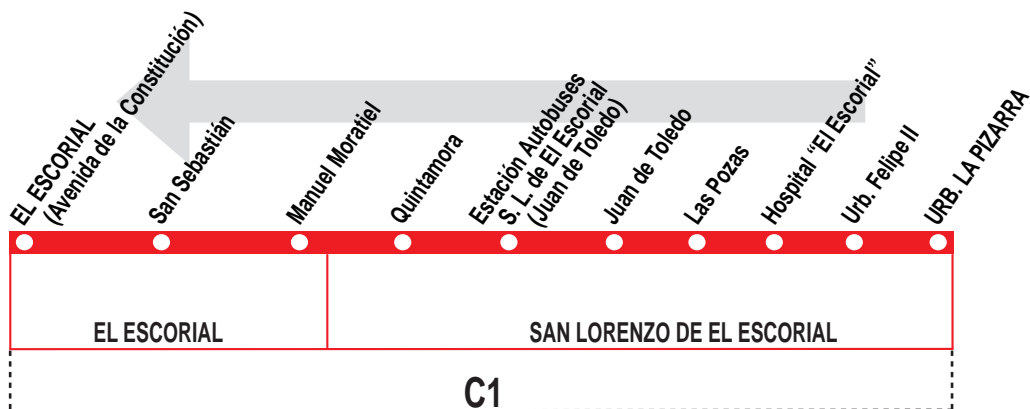 EL ESCORIAL
(Avenida de la Constitución)
San Sebastián
Manuel Moratiel
Quintamora
Estación Autobuses
S. L. de El Escorial
(Juan de Toledo)
Juan de Toledo
Las Pozas
Hospital “El Escorial”
Urb. Felipe II
URB. LA PIZARRA
EL ESCORIAL
SAN LORENZO DE EL ESCORIAL
C1